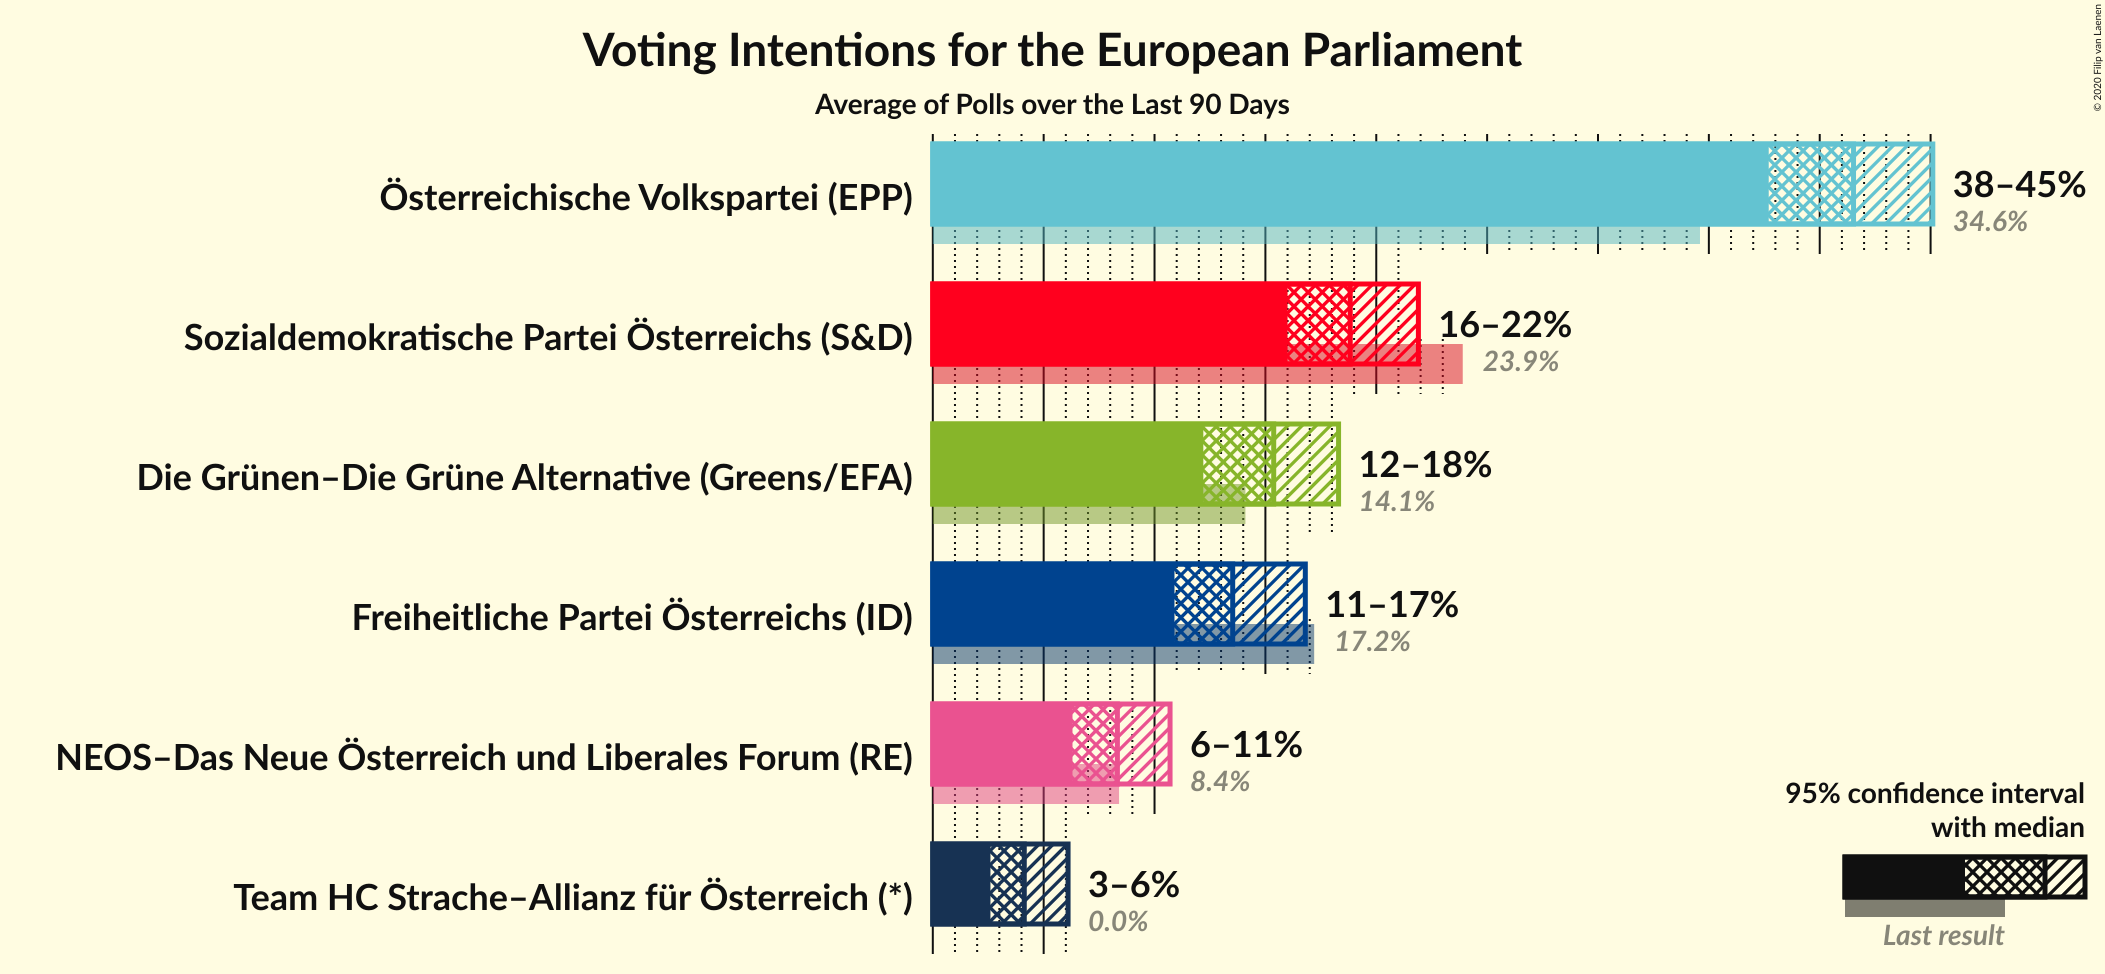 Voting Intentions for the European Parliament
Average of Polls over the Last 90 Days
© 2020 Filip van Laenen
Österreichische Volkspartei (EPP)
38–45%
34.6%
Sozialdemokratische Partei Österreichs (S&D)
16–22%
23.9%
Die Grünen–Die Grüne Alternative (Greens/EFA)
12–18%
14.1%
Freiheitliche Partei Österreichs (ID)
11–17%
17.2%
NEOS–Das Neue Österreich und Liberales Forum (RE)
6–11%
8.4%
Team HC Strache–Allianz für Österreich (*)
3–6%
0.0%
95% confidence interval
with median
Last result